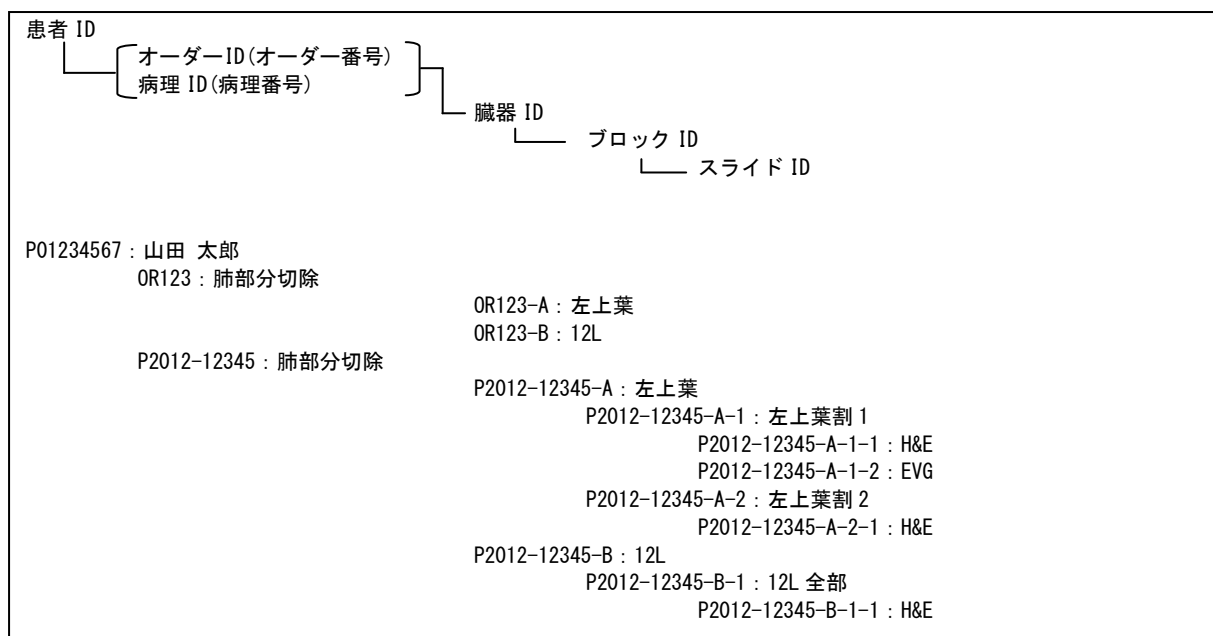 患者 ID
オーダーID(オーダー番号)
病理 ID(病理番号)
臓器 ID
ブロック ID
スライド ID
P01234567：山田 太郎
OR123：肺部分切除
OR123-A：左上葉
OR123-B：12L
P2012-12345：肺部分切除
P2012-12345-A：左上葉
P2012-12345-A-1：左上葉割 1
P2012-12345-A-1-1：H&E
P2012-12345-A-1-2：EVG
P2012-12345-A-2：左上葉割 2
P2012-12345-A-2-1：H&E
P2012-12345-B：12L
P2012-12345-B-1：12L 全部
P2012-12345-B-1-1：H&E